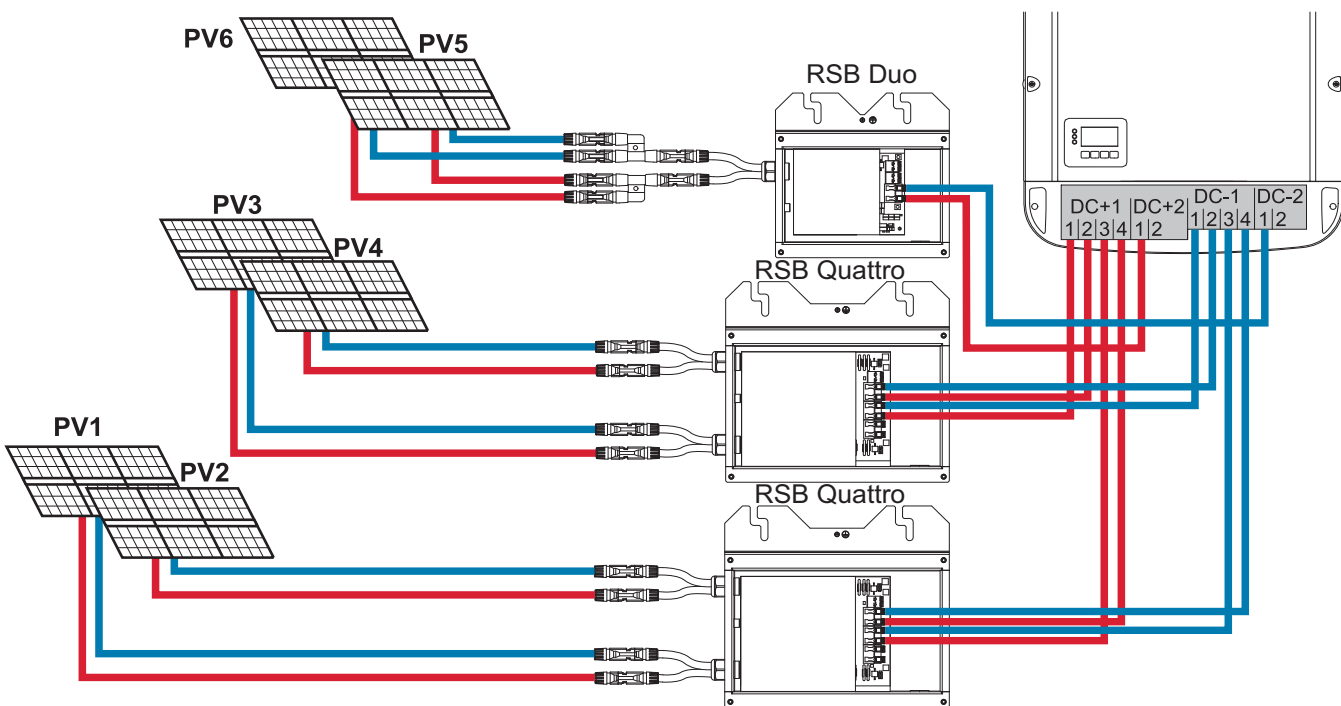 PV6
PV5
RSB Duo
DC+1 DC+2 DC-1 DC-2
1 2 3 4 1 2 1 2 3 4 1 2
PV3
PV4
RSB Quattro
PV1
PV2
RSB Quattro